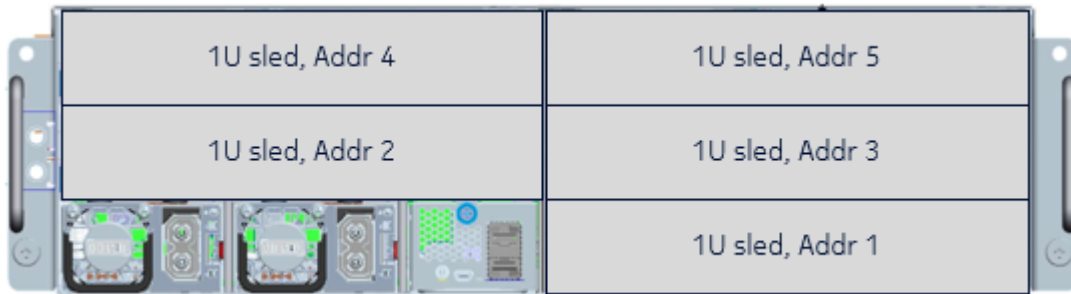 1U sled, Addr 4
1U sled, Addr 5
1U sled, Addr 2
1U sled, Addr 3
1U sled, Addr 1